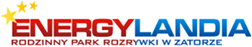 ENERGYLANDIA
RODZINNY PARK ROZRYWKI W ZATORZE